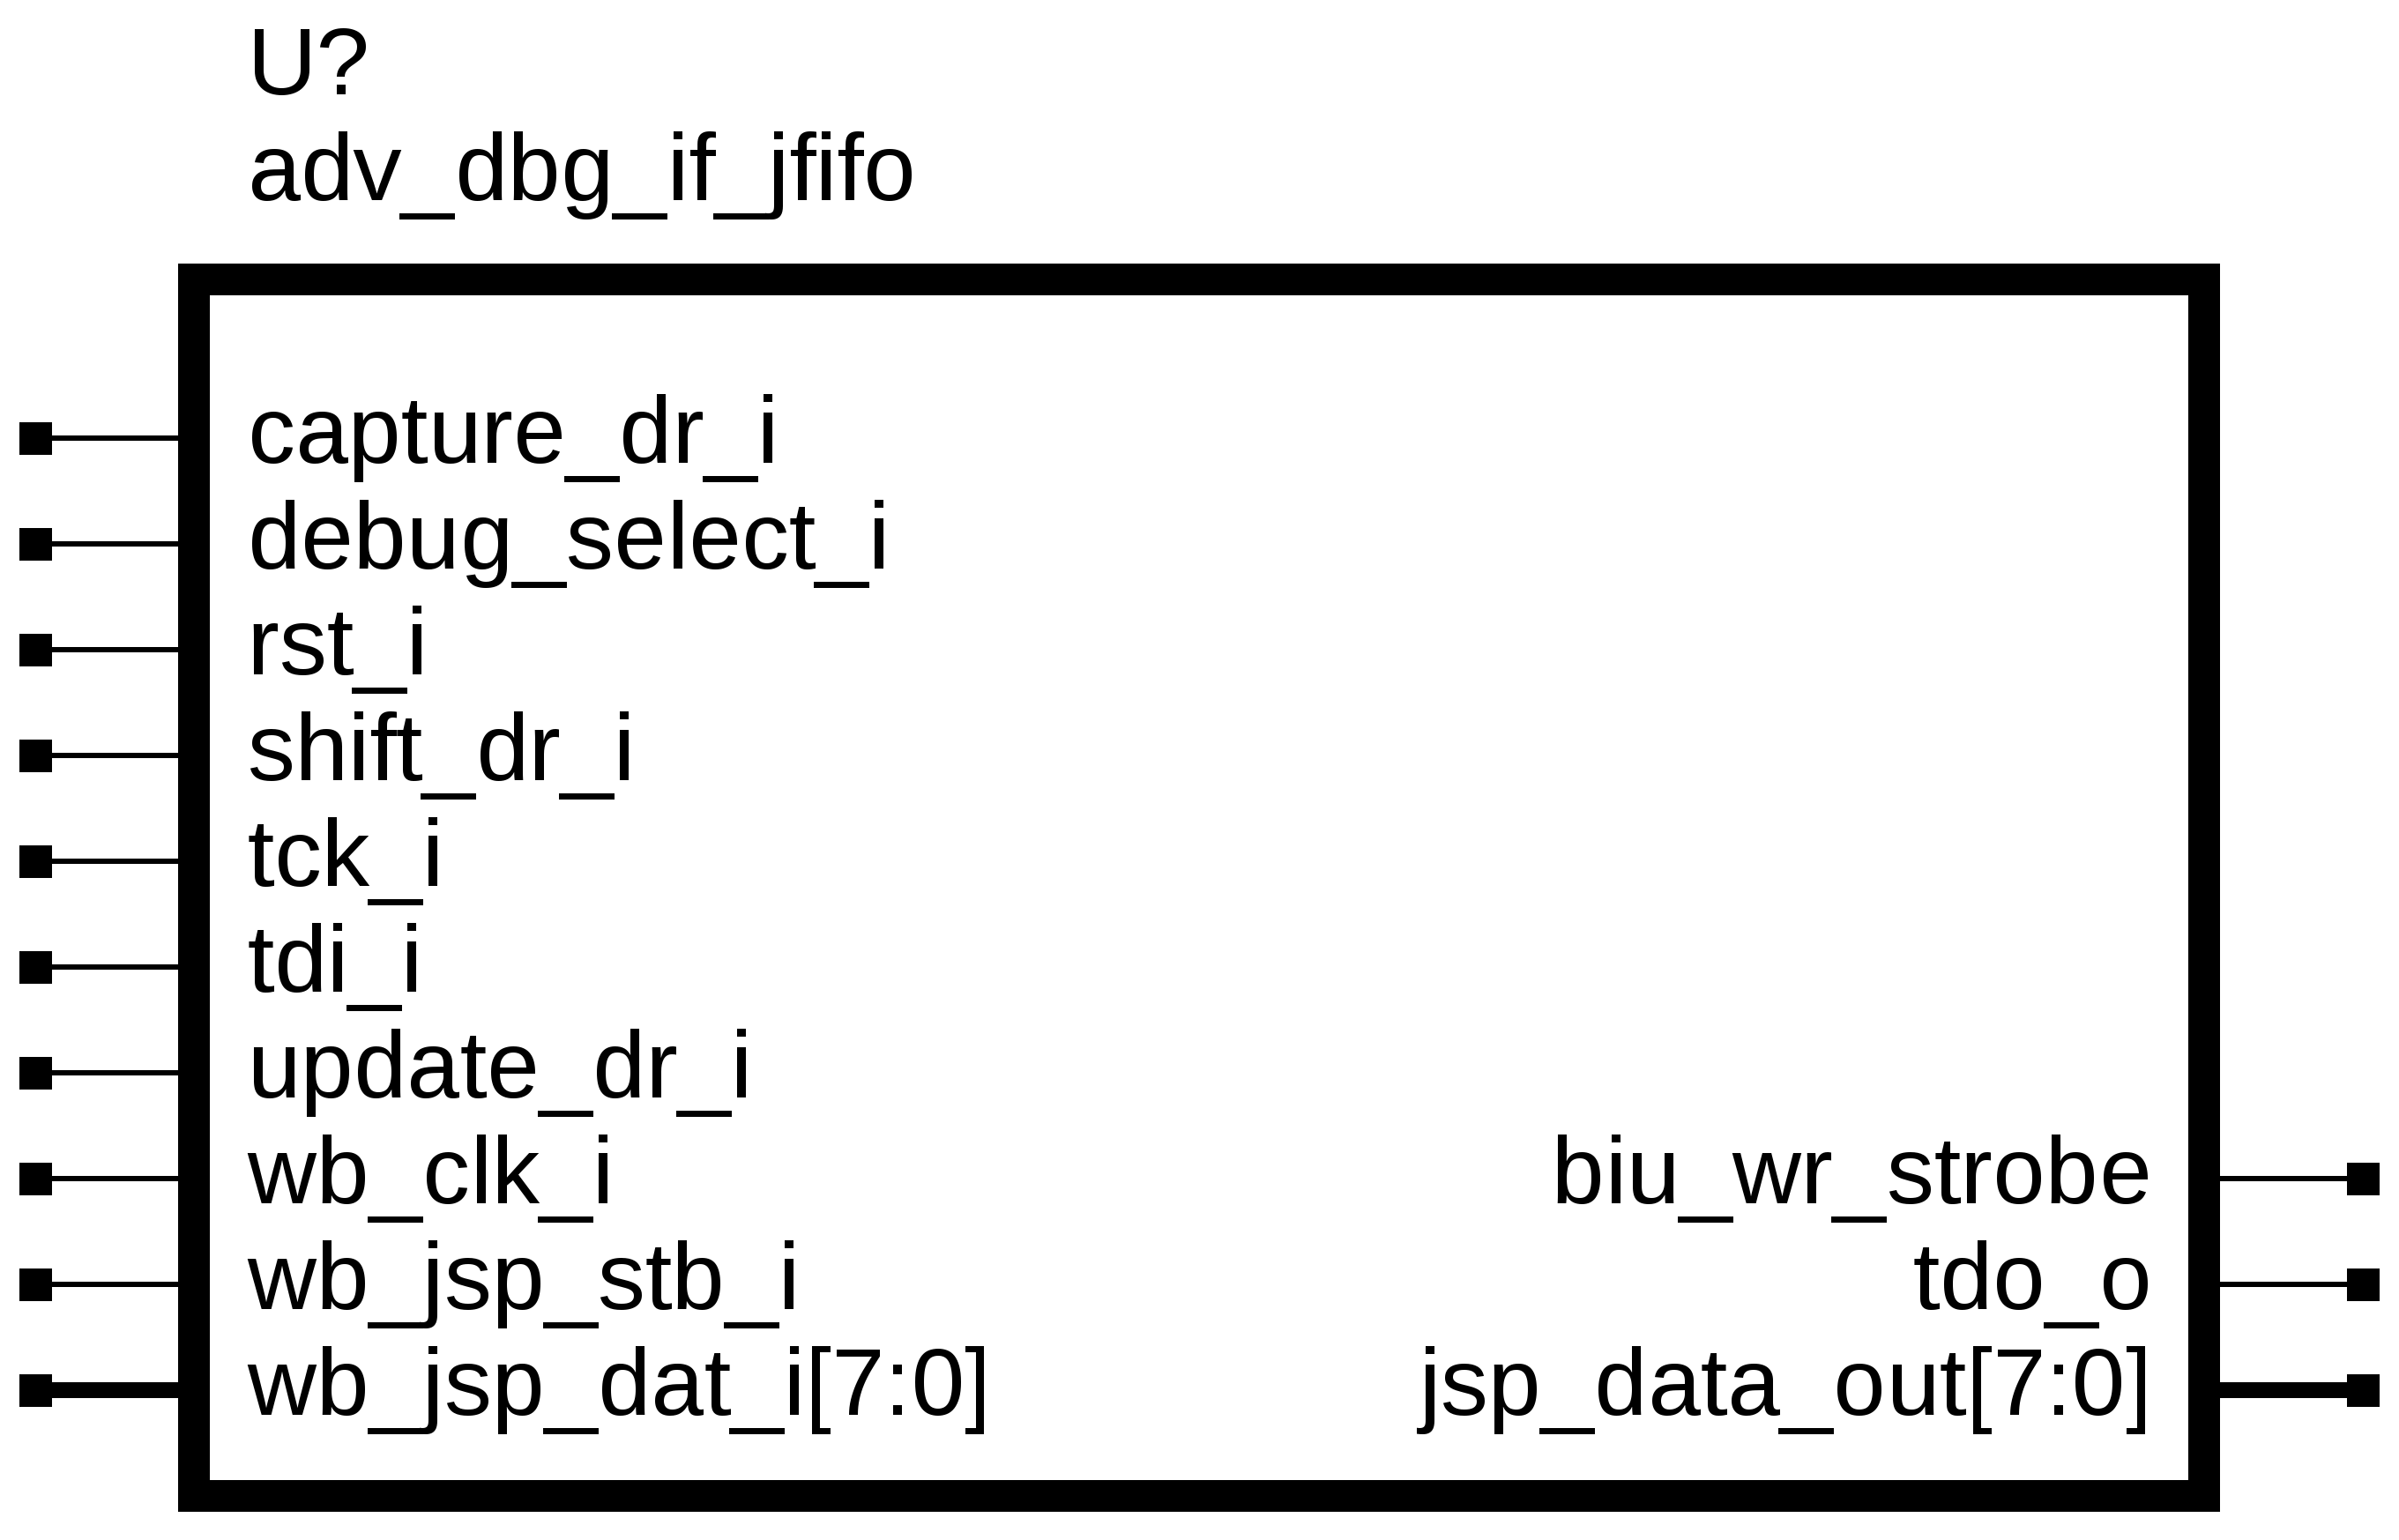 U?
adv_dbg_if_jfifo
capture_dr_i
debug_select_i
rst_i
shift_dr_i
tck_i
tdi_i
update_dr_i
wb_clk_i
biu_wr_strobe
wb_jsp_stb_i
tdo_o
wb_jsp_dat_i[7:0]
jsp_data_out[7:0]